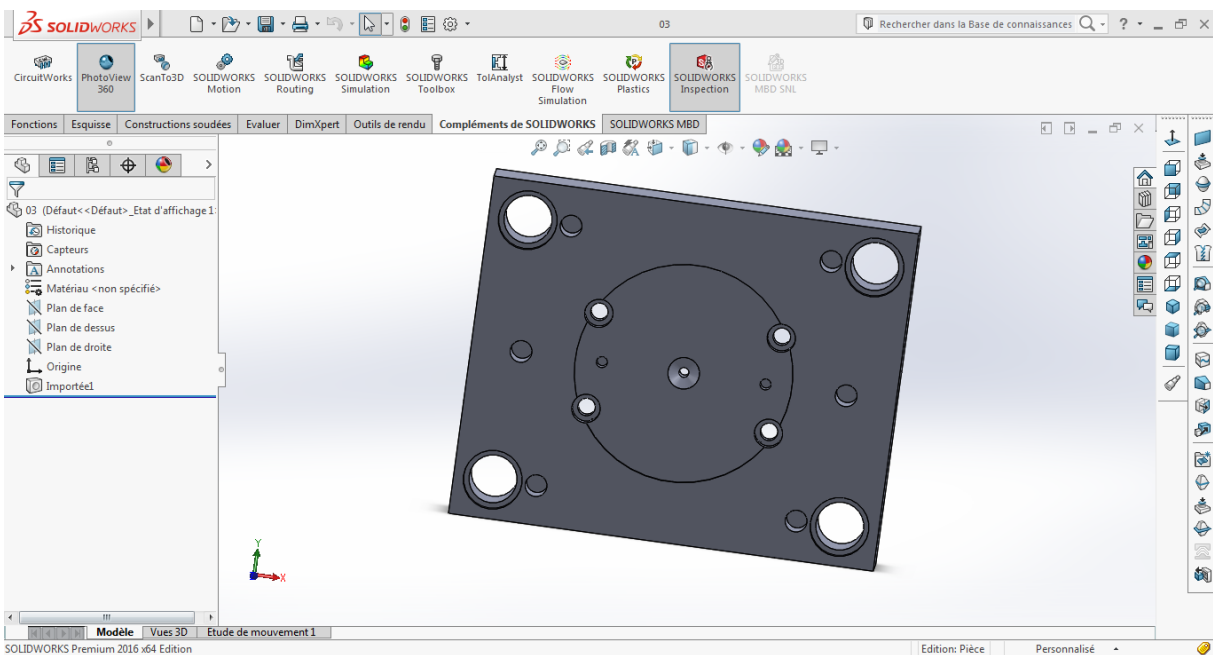 SOLIDWORKS
03
Rechercher dans la Base de connaissances
CircuitWorks
PhotoView 360
ScanTo3D
SOLIDWORKS Motion
SOLIDWORKS Routing
SOLIDWORKS Simulation
SOLIDWORKS Toolbox
TolAnalyst
SOLIDWORKS Flow Simulation
SOLIDWORKS Plastics
SOLIDWORKS Inspection
SOLIDWORKS MBD SNL
Fonctions Esquisse Constructions soudées Evaluer DimXpert Outils de rendu Compléments de SOLIDWORKS SOLIDWORKS MBD
03 (Défaut<<Défaut>_Etat d'affichage 1
Historique
Capteurs
Annotations
Matériau <non spécifié>
Plan de face
Plan de dessus
Plan de droite
Origine
Importée1
Y
X
Modèle Vues 3D Etude de mouvement 1
SOLIDWORKS Premium 2016 x64 Edition
Edition: Pièce
Personnalisé